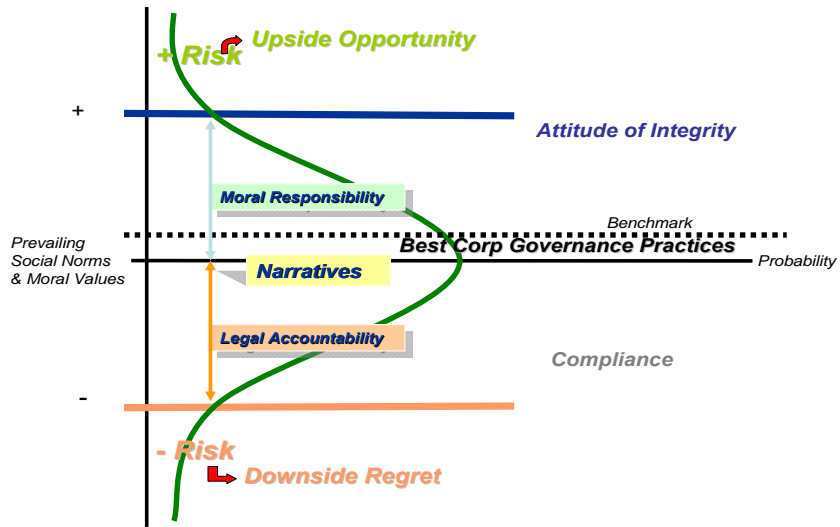 Upside Opportunity
+ Risk
+
Attitude of Integrity
Moral Responsibility
Benchmark
Prevailing
Social Norms
& Moral Values
Best Corp Governance Practices
Probability
Narratives
Legal Accountability
Compliance
-
- Risk
Downside Regret